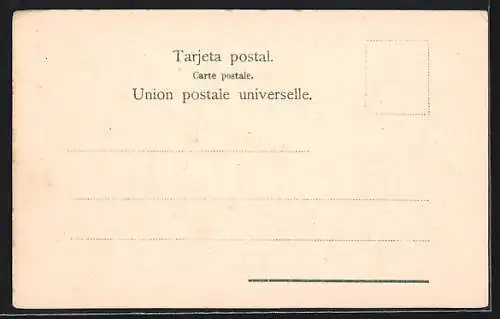 Tarjeta postal.
Carte postale.
Union postale universelle.